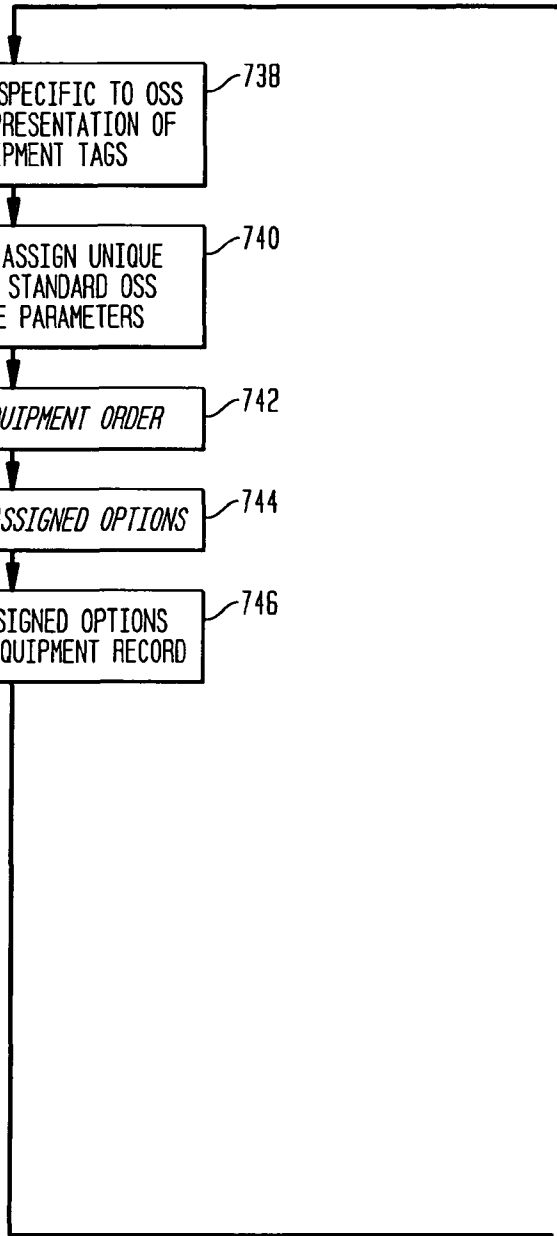 SPECIFIC TO OSS
PRESENTATION OF
IPMENT TAGS
738
ASSIGN UNIQUE
STANDARD OSS
E PARAMETERS
740
QUIPMENT ORDER
742
ASSIGNED OPTIONS
744
SIGNED OPTIONS
QUIPMENT RECORD
746